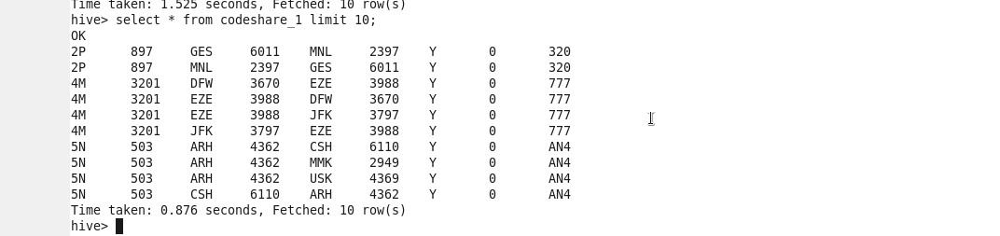 Time taken: 1.525 seconds, Fetched: 10 row(s)
hive> select * from codeshare_1 limit 10;
OK
2P 897 GES 6011 MNL 2397 Y 0 320
2P 897 MNL 2397 GES 6011 Y 0 320
4M 3201 DFW 3670 EZE 3988 Y 0 777
4M 3201 EZE 3988 DFW 3670 Y 0 777
4M 3201 EZE 3988 JFK 3797 Y 0 777
4M 3201 JFK 3797 EZE 3988 Y 0 777
5N 503 ARH 4362 CSH 6110 Y 0 AN4
5N 503 ARH 4362 MMK 2949 Y 0 AN4
5N 503 ARH 4362 USK 4369 Y 0 AN4
5N 503 CSH 6110 ARH 4362 Y 0 AN4
Time taken: 0.876 seconds, Fetched: 10 row(s)
hive>